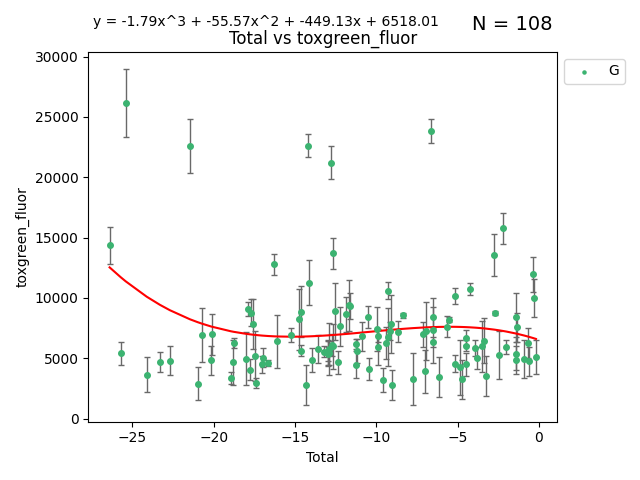 y = -1.79x^3 + -55.57x^2 + -449.13x + 6518.01
N = 108
Total vs toxgreen_fluor
G
toxgreen_fluor
30000
25000
20000
15000
10000
5000
0
−25
−20
−15
−10
−5
0
Total